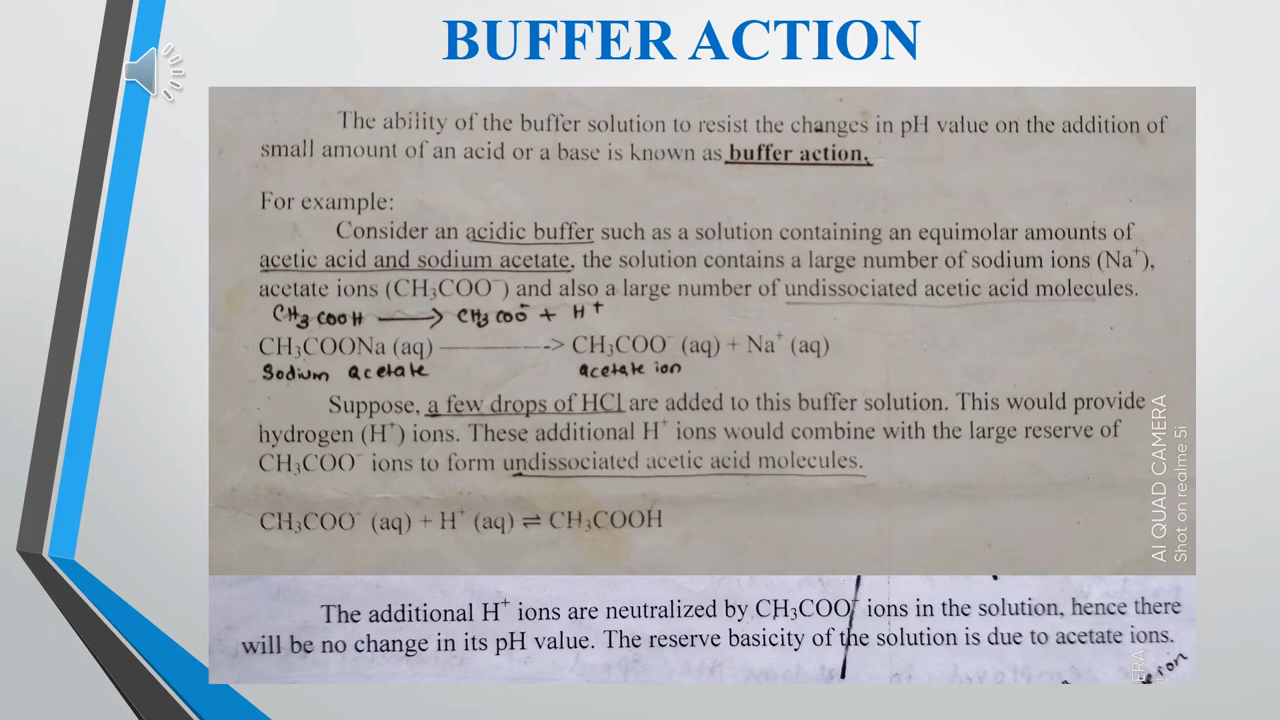 BUFFER ACTION
The ability of the buffer solution to resist the changes in pH value on the addition of
small amount of an acid or a base is known as buffer action.
For example:
Consider an acidic buffer such as a solution containing an equimolar amounts of
acetic acid and sodium acetate, the solution contains a large number of sodium ions (Na⁺),
acetate ions (CH₃COO⁻) and also a large number of undissociated acetic acid molecules.
CH₃COOH ⟶ CH₃COO⁻ + H⁺
CH₃COONa (aq) ----------> CH₃COO⁻ (aq) + Na⁺ (aq)
Sodium acetate acetate ion
Suppose, a few drops of HCl are added to this buffer solution. This would provide
hydrogen (H⁺) ions. These additional H⁺ ions would combine with the large reserve of
CH₃COO⁻ ions to form undissociated acetic acid molecules.
CH₃COO⁻ (aq) + H⁺ (aq) ⇌ CH₃COOH
The additional H⁺ ions are neutralized by CH₃COO⁻ ions in the solution, hence there
will be no change in its pH value. The reserve basicity of the solution is due to acetate ions.
AI QUAD CAMERA
Shot on realme 5i
ERA